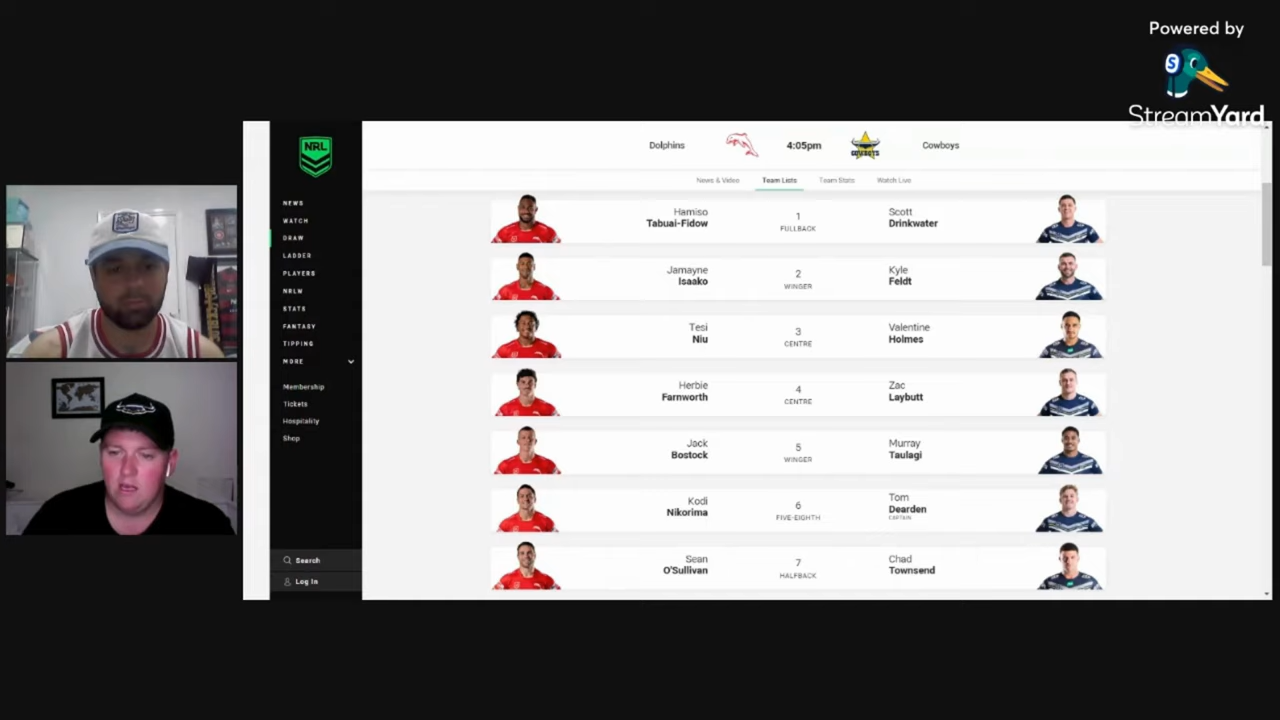 Powered by
StreamYard
NRL
Dolphins
4:05pm
COWBOYS
Cowboys
News & Video
Team Lists
Team Stats
Watch Live
NEWS
WATCH
DRAW
LADDER
PLAYERS
NRLW
STATS
FANTASY
TIPPING
MORE
Membership
Tickets
Hospitality
Shop
Search
Log In
Hamiso
Tabuai-Fidow
1
FULLBACK
Scott
Drinkwater
Jamayne
Isaako
2
WINGER
Kyle
Feldt
Tesi
Niu
3
CENTRE
Valentine
Holmes
Herbie
Farnworth
4
CENTRE
Zac
Laybutt
Jack
Bostock
5
WINGER
Murray
Taulagi
Kodi
Nikorima
6
FIVE-EIGHTH
Tom
Dearden
CAPTAIN
Sean
O'Sullivan
7
HALFBACK
Chad
Townsend